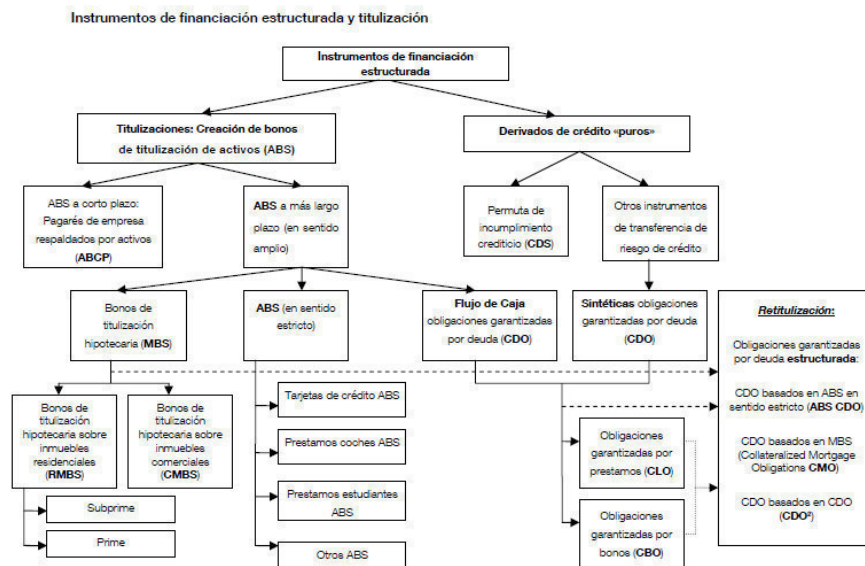 Instrumentos de financiación estructurada y titulización
Instrumentos de financiación
estructurada
Titulizaciones: Creación de bonos
de titulización de activos (ABS)
Derivados de crédito «puros»
ABS a corto plazo:
Pagarés de empresa
respaldados por activos
(ABCP)
ABS a más largo
plazo (en sentido
amplio)
Permuta de
incumplimiento
crediticio (CDS)
Otros instrumentos
de transferencia de
riesgo de crédito
Bonos de
titulización
hipotecaria (MBS)
ABS (en sentido
estricto)
Flujo de Caja
obligaciones garantizadas
por deuda (CDO)
Sintéticas obligaciones
garantizadas por deuda
(CDO)
Retitulización:
Obligaciones garantizadas
por deuda estructurada:
CDO basados en ABS en
sentido estricto (ABS CDO)
CDO basados en MBS
(Collateralized Mortgage
Obligations CMO)
CDO basados en CDO
(CDO²)
Bonos de
titulización
hipotecaria sobre
inmuebles
residenciales
(RMBS)
Bonos de
titulización
hipotecaria sobre
inmuebles
comerciales
(CMBS)
Subprime
Prime
Tarjetas de crédito ABS
Prestamos coches ABS
Prestamos estudiantes
ABS
Otros ABS
Obligaciones
garantizadas por
prestamos (CLO)
Obligaciones
garantizadas por
bonos (CBO)